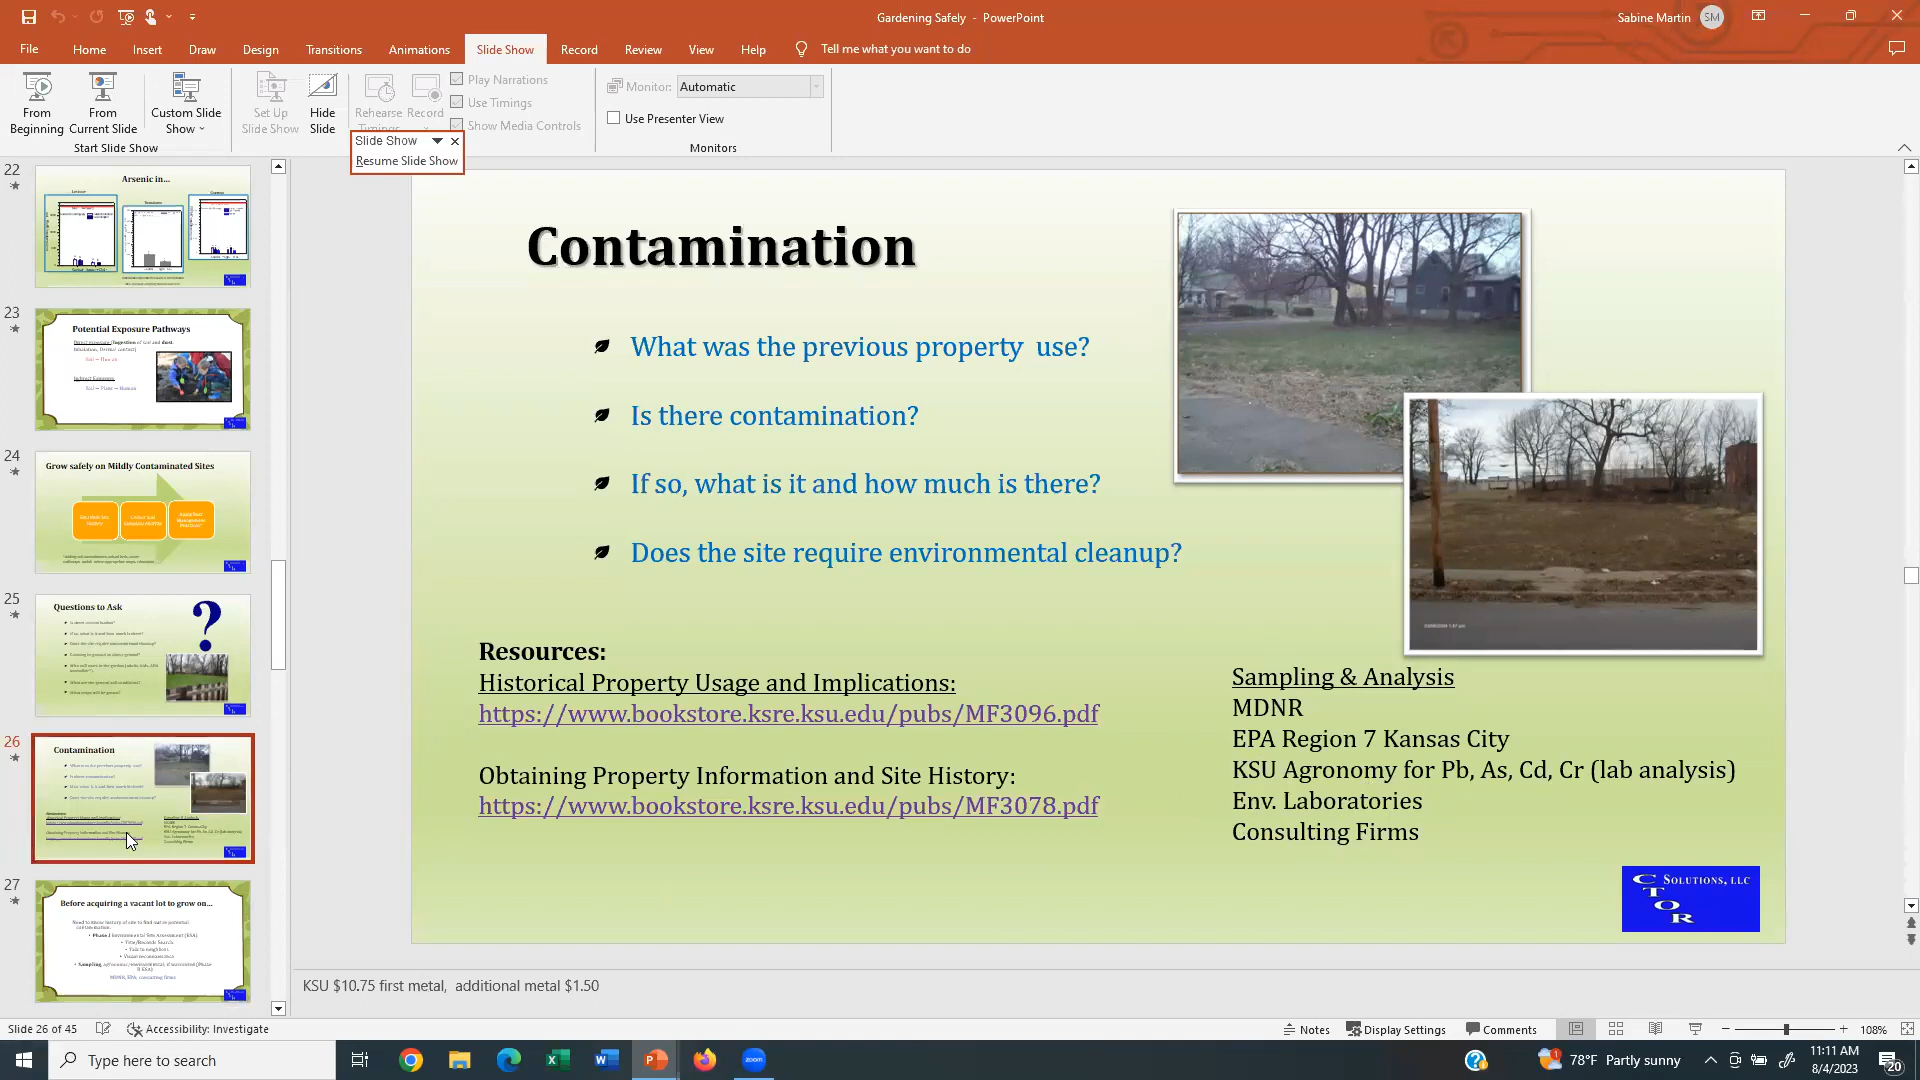 Gardening Safely - PowerPoint
Sabine Martin
SM
File
Home
Insert
Draw
Design
Transitions
Animations
Slide Show
Record
Review
View
Help
Tell me what you want to do
From Beginning
From Current Slide
Custom Slide Show
Set Up Slide Show
Hide Slide
Rehearse Timings
Record
Play Narrations
Use Timings
Show Media Controls
Monitor:
Automatic
Use Presenter View
Start Slide Show
Monitors
Slide Show
Resume Slide Show
22
Arsenic in...
23
Potential Exposure Pathways
24
Grow safely on Mildly Contaminated Sites
25
Questions to Ask
?
26
Contamination
27
Before acquiring a vacant lot to grow on...
Contamination
What was the previous property use?
Is there contamination?
If so, what is it and how much is there?
Does the site require environmental cleanup?
Resources:
Historical Property Usage and Implications:
https://www.bookstore.ksre.ksu.edu/pubs/MF3096.pdf
Obtaining Property Information and Site History:
https://www.bookstore.ksre.ksu.edu/pubs/MF3078.pdf
Sampling & Analysis
MDNR
EPA Region 7 Kansas City
KSU Agronomy for Pb, As, Cd, Cr (lab analysis)
Env. Laboratories
Consulting Firms
C SOLUTIONS, LLC
T
O
R
KSU $10.75 first metal, additional metal $1.50
Slide 26 of 45
Accessibility: Investigate
Notes
Display Settings
Comments
108%
Type here to search
zoom
78°F Partly sunny
11:11 AM
8/4/2023
20